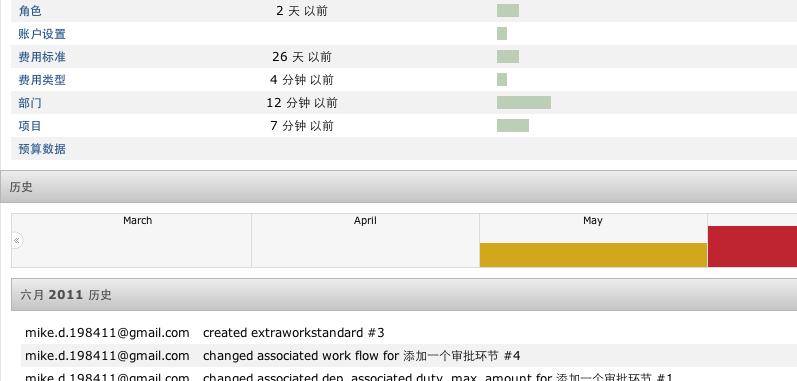 角色 2 天 以前
账户设置
费用标准 26 天 以前
费用类型 4 分钟 以前
部门 12 分钟 以前
项目 7 分钟 以前
预算数据
历史
March April May
«
六月 2011 历史
mike.d.198411@gmail.com created extraworkstandard #3
mike.d.198411@gmail.com changed associated work flow for 添加一个审批环节 #4
mike.d.198411@gmail.com changed associated dep, associated duty, max. amount for 添加一个审批环节 #1